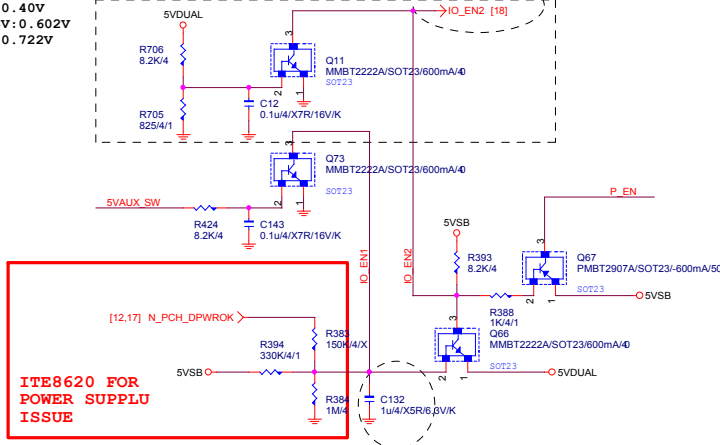 0.40V
V:0.602V
0.722V
5VDUAL
IO_EN2 [18]
3
R706
8.2K/4
Q11
MMBT2222A/SOT23/600mA/40
SOT23
2
1
R705
825/4/1
C12
0.1u/4/X7R/16V/K
3
Q73
MMBT2222A/SOT23/600mA/40
SOT23
2
1
5VAUX_SW
R424
8.2K/4
C143
0.1u/4/X7R/16V/K
P_EN
5VSB
IO_EN1
IO_EN2
R393
8.2K/4
3
Q67
PMBT2907A/SOT23/-600mA/50
SOT23
2
1
5VSB
R388
1K/4/1
[12,17] N_PCH_DPWROK
R383
150K/4/X
3
Q66
MMBT2222A/SOT23/600mA/40
SOT23
2
1
5VDUAL
R394
330K/4/1
5VSB
R384
1M/4
C132
1u/4/X5R/6.3V/K
ITE8620 FOR
POWER SUPPLU
ISSUE